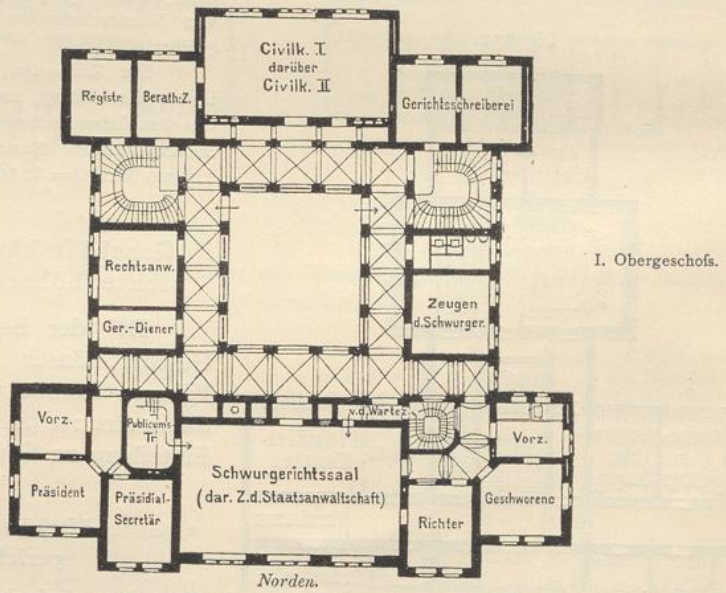 Civilk. I
darüber
Civilk. II
Registr.
Berath.Z.
Gerichtsschreiberei
I. Obergeschoſs.
Rechtsanw.
Zeugen
d.Schwurger.
Ger.-Diener
v.d.Wartez.
Vorz.
Publicums-
Tr.
Vorz.
Schwurgerichtssaal
(dar. Z.d.Staatsanwaltschaft)
Präsident
Präsidial-
Secretär
Richter
Geschworene
Norden.